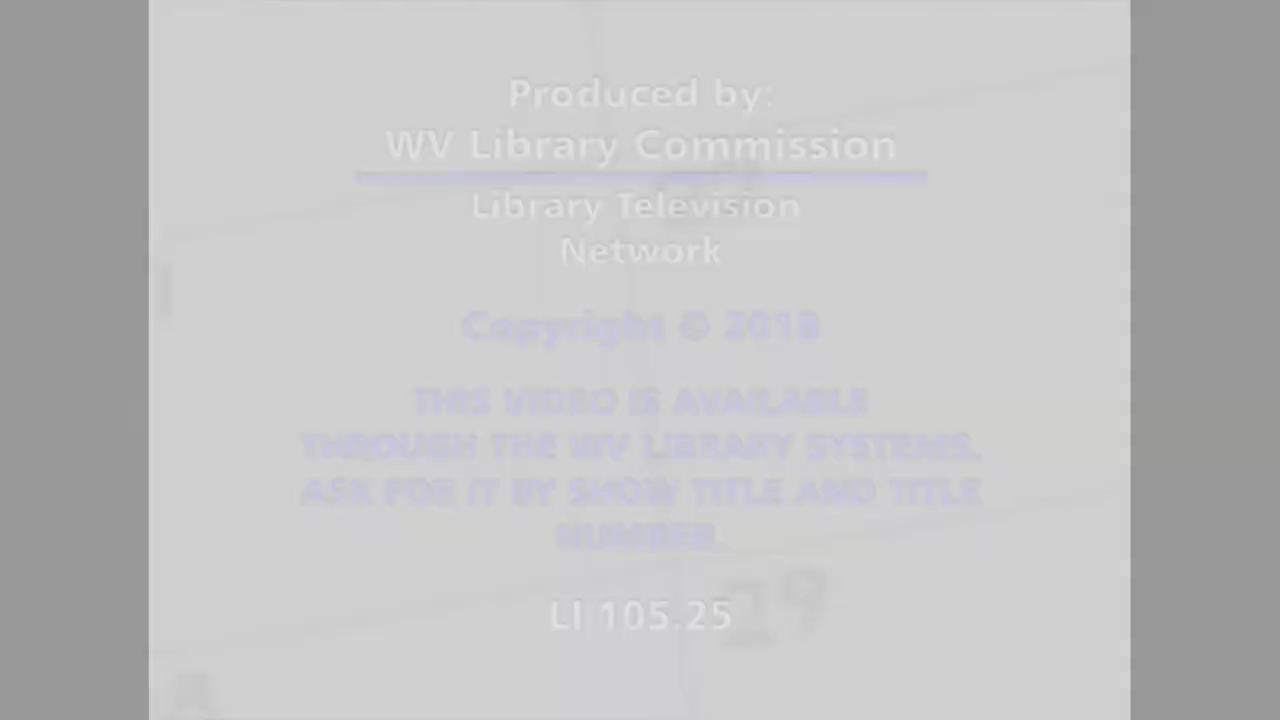 Produced by:
WV Library Commission
Library Television
Network
Copyright © 2018
THIS VIDEO IS AVAILABLE
THROUGH THE WV LIBRARY SYSTEMS.
ASK FOR IT BY SHOW TITLE AND TITLE
NUMBER.
LI 105.25
29